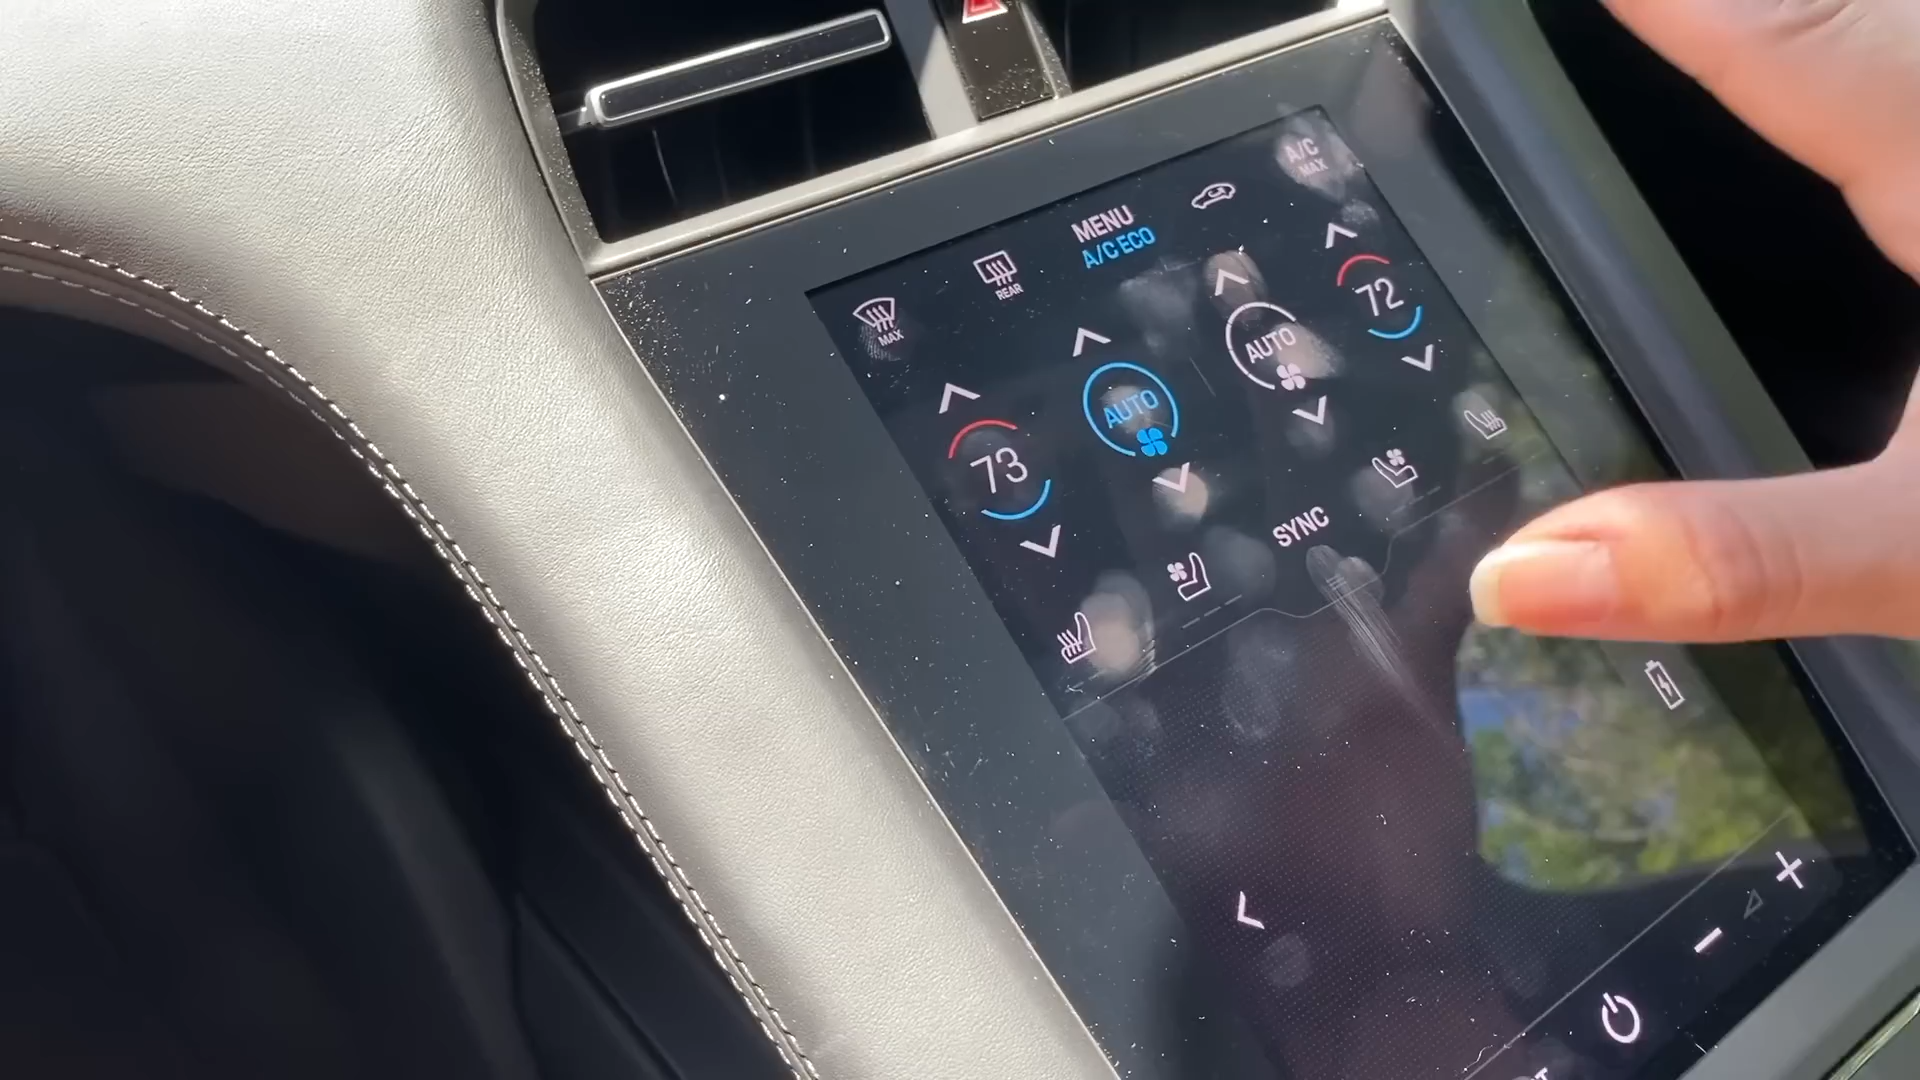 A/C
MAX
MENU
A/C ECO
REAR
MAX
72
AUTO
AUTO
73
SYNC